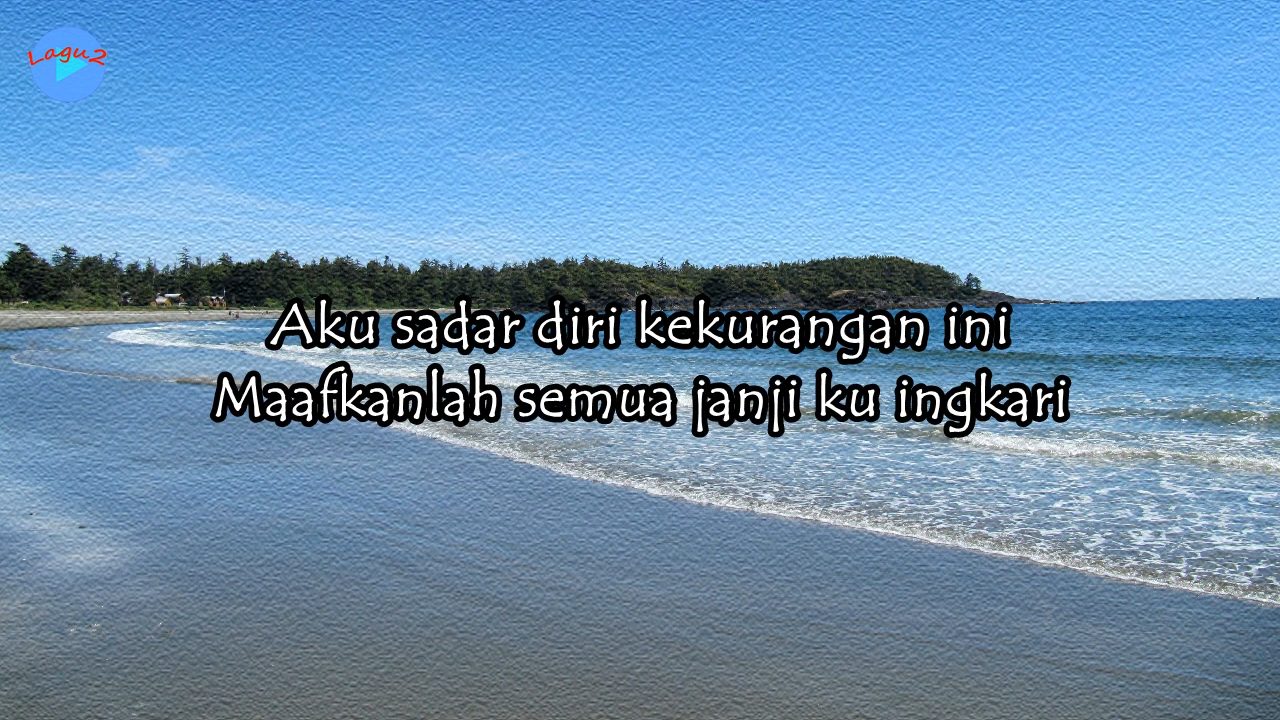 Lagu2
Aku sadar diri kekurangan ini
Maafkanlah semua janji ku ingkari